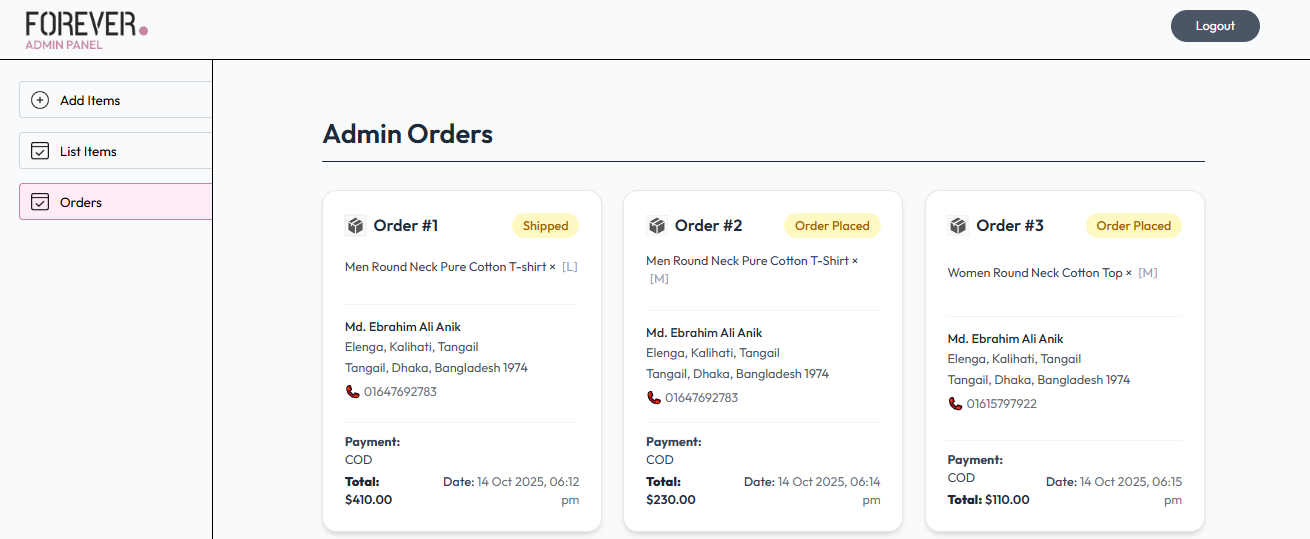 FOREVER.
ADMIN PANEL
Logout
Add Items
List Items
Orders
Admin Orders
Order #1
Shipped
Men Round Neck Pure Cotton T-shirt × [L]
Md. Ebrahim Ali Anik
Elenga, Kalihati, Tangail
Tangail, Dhaka, Bangladesh 1974
01647692783
Payment:
COD
Total:
$410.00
Date: 14 Oct 2025, 06:12
pm
Order #2
Order Placed
Men Round Neck Pure Cotton T-Shirt ×
[M]
Md. Ebrahim Ali Anik
Elenga, Kalihati, Tangail
Tangail, Dhaka, Bangladesh 1974
01647692783
Payment:
COD
Total:
$230.00
Date: 14 Oct 2025, 06:14
pm
Order #3
Order Placed
Women Round Neck Cotton Top × [M]
Md. Ebrahim Ali Anik
Elenga, Kalihati, Tangail
Tangail, Dhaka, Bangladesh 1974
01615797922
Payment:
COD
Total: $110.00
Date: 14 Oct 2025, 06:15
pm